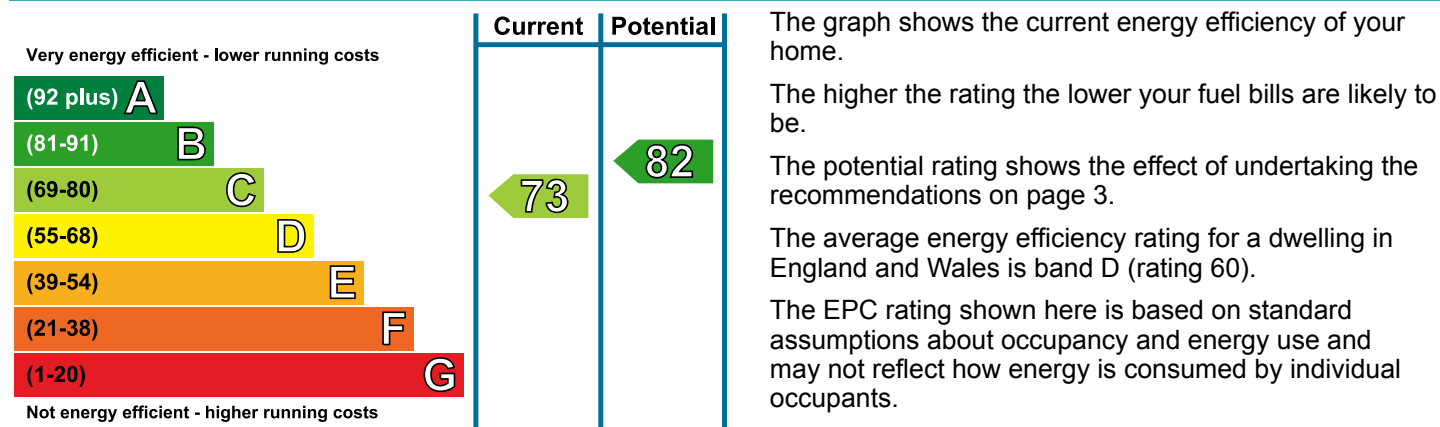 Current Potential
Very energy efficient - lower running costs
(92 plus) A
(81-91) B
(69-80) C
(55-68) D
(39-54) E
(21-38) F
(1-20) G
Not energy efficient - higher running costs
73
82
The graph shows the current energy efficiency of your
home.
The higher the rating the lower your fuel bills are likely to
be.
The potential rating shows the effect of undertaking the
recommendations on page 3.
The average energy efficiency rating for a dwelling in
England and Wales is band D (rating 60).
The EPC rating shown here is based on standard
assumptions about occupancy and energy use and
may not reflect how energy is consumed by individual
occupants.